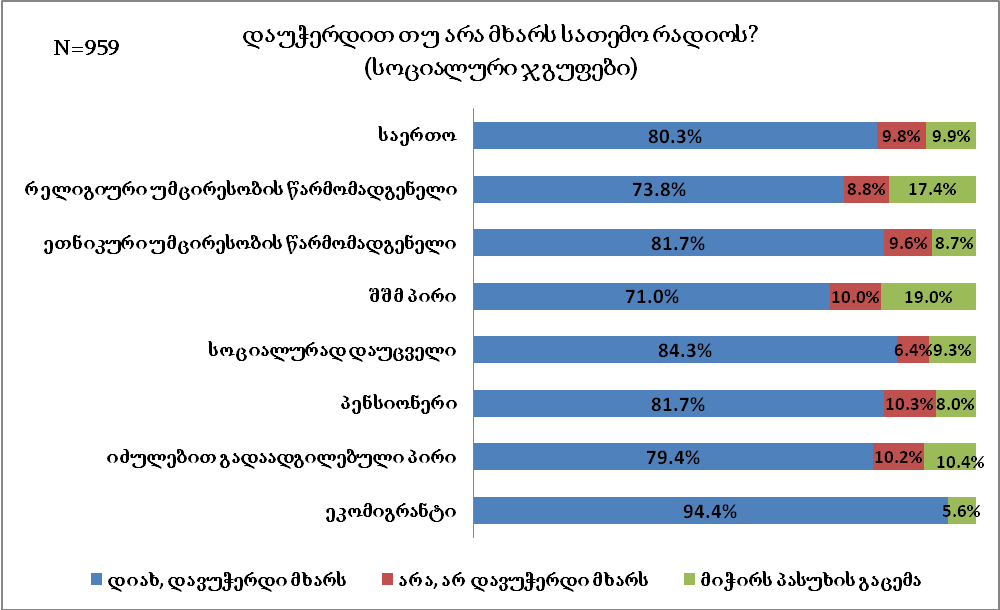 N=959
დაუჭერდით თუ არა მხარს სათემო რადიოს?
(სოციალური ჯგუფები)
საერთო 80.3% 9.8% 9.9%
რელიგიური უმცირესობის წარმომადგენელი 73.8% 8.8% 17.4%
ეთნიკური უმცირესობის წარმომადგენელი 81.7% 9.6% 8.7%
შშმ პირი 71.0% 10.0% 19.0%
სოციალურად დაუცველი 84.3% 6.4% 9.3%
პენსიონერი 81.7% 10.3% 8.0%
იძულებით გადაადგილებული პირი 79.4% 10.2% 10.4%
ეკომიგრანტი 94.4% 5.6%
დიახ, დავუჭერდი მხარს არა, არ დავუჭერდი მხარს მიჭირს პასუხის გაცემა